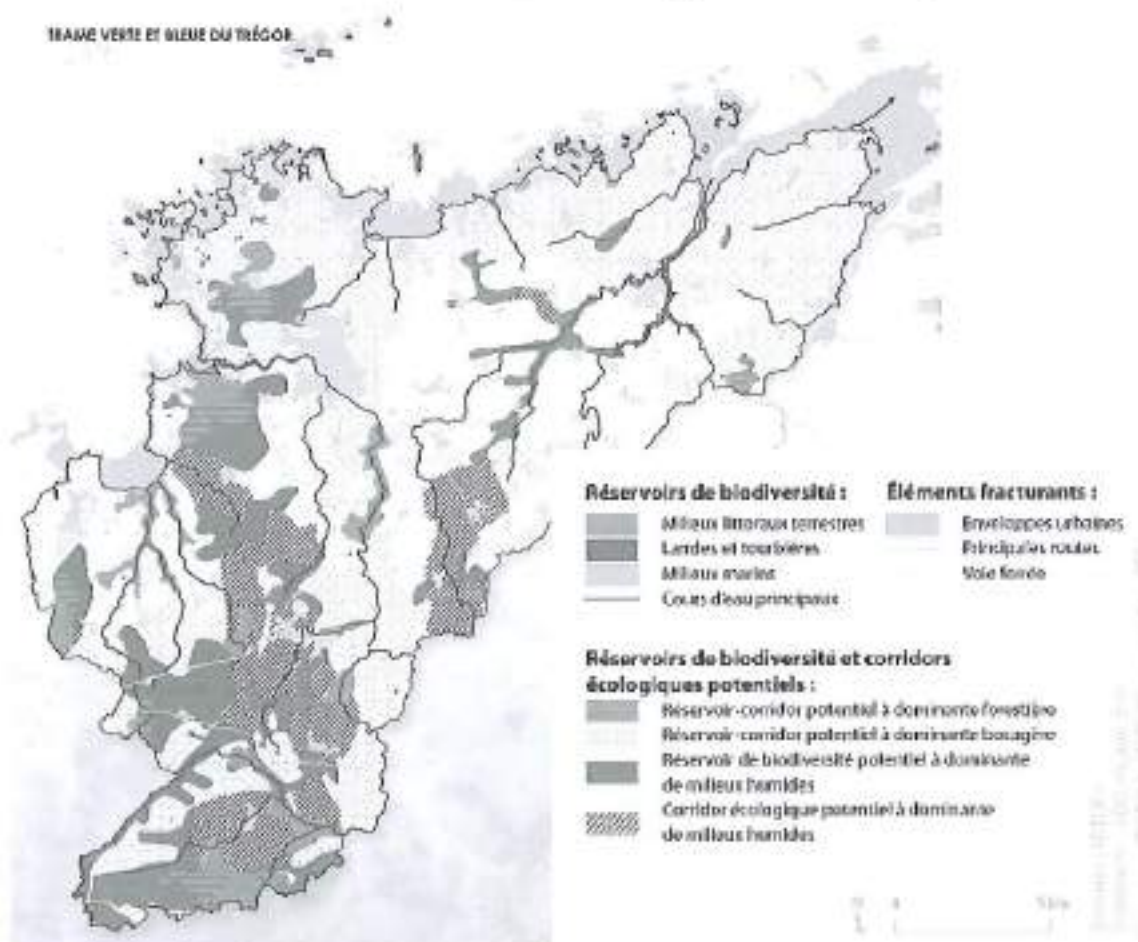 TRAME VERTE ET BLEUE DU TRÉGOR
Réservoirs de biodiversité :
Milieux littoraux terrestres
Landes et tourbières
Milieux marins
Cours d'eau principaux
Éléments fracturants :
Enveloppes urbaines
Principales routes
Voie ferrée
Réservoirs de biodiversité et corridors
écologiques potentiels :
Réservoir-corridor potentiel à dominante forestière
Réservoir-corridor potentiel à dominante bocagère
Réservoir de biodiversité potentiel à dominante
de milieux humides
Corridor écologique potentiel à dominante
de milieux humides